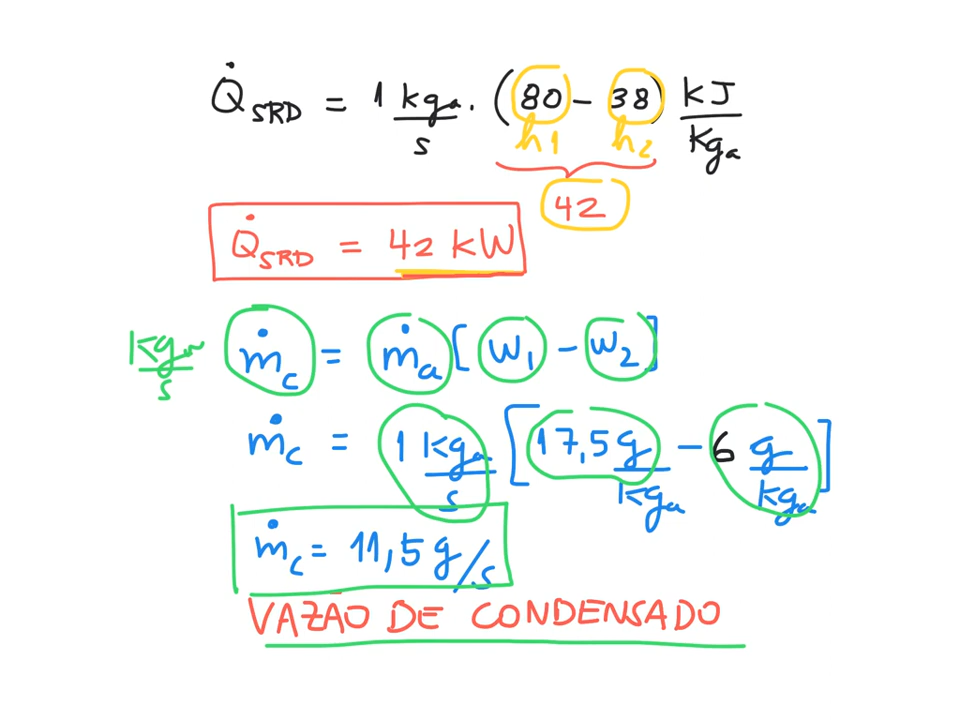 Q̇SRD = 1 kga/s · (80 - 38) kJ/kga
h1 h2
42
Q̇SRD = 42 kW
kgv/s ṁc = ṁa [w1 - w2]
ṁc = 1 kga/s [17,5 g/kga - 6 g/kga]
ṁc = 11,5 g/s
VAZAO DE CONDENSADO